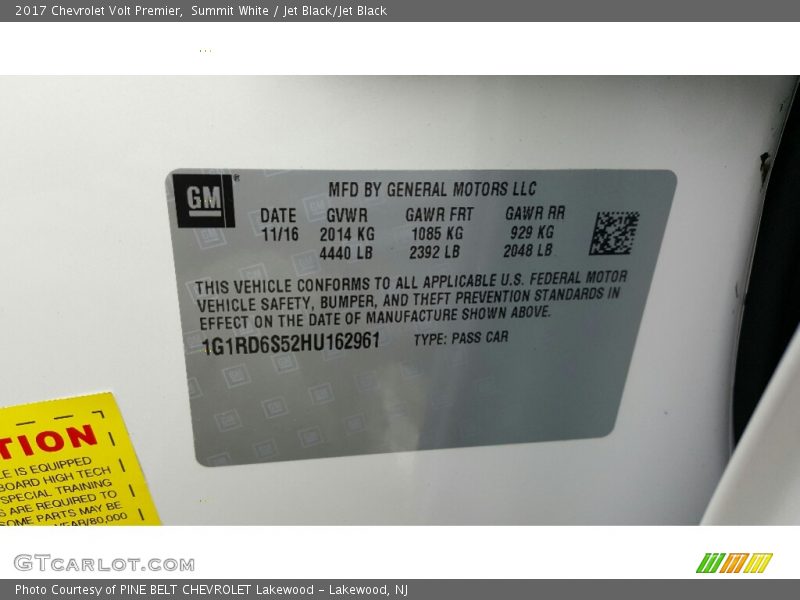 2017 Chevrolet Volt Premier, Summit White / Jet Black/Jet Black
GM
MFD BY GENERAL MOTORS LLC
DATE GVWR GAWR FRT GAWR RR
11/16 2014 KG 1085 KG 929 KG
4440 LB 2392 LB 2048 LB
THIS VEHICLE CONFORMS TO ALL APPLICABLE U.S. FEDERAL MOTOR
VEHICLE SAFETY, BUMPER, AND THEFT PREVENTION STANDARDS IN
EFFECT ON THE DATE OF MANUFACTURE SHOWN ABOVE.
1G1RD6S52HU162961 TYPE: PASS CAR
TION
LE IS EQUIPPED
BOARD HIGH TECH
SPECIAL TRAINING
S ARE REQUIRED TO
SOME PARTS MAY BE
YEAR/80,000
GTcarlot.com
Photo Courtesy of PINE BELT CHEVROLET Lakewood - Lakewood, NJ